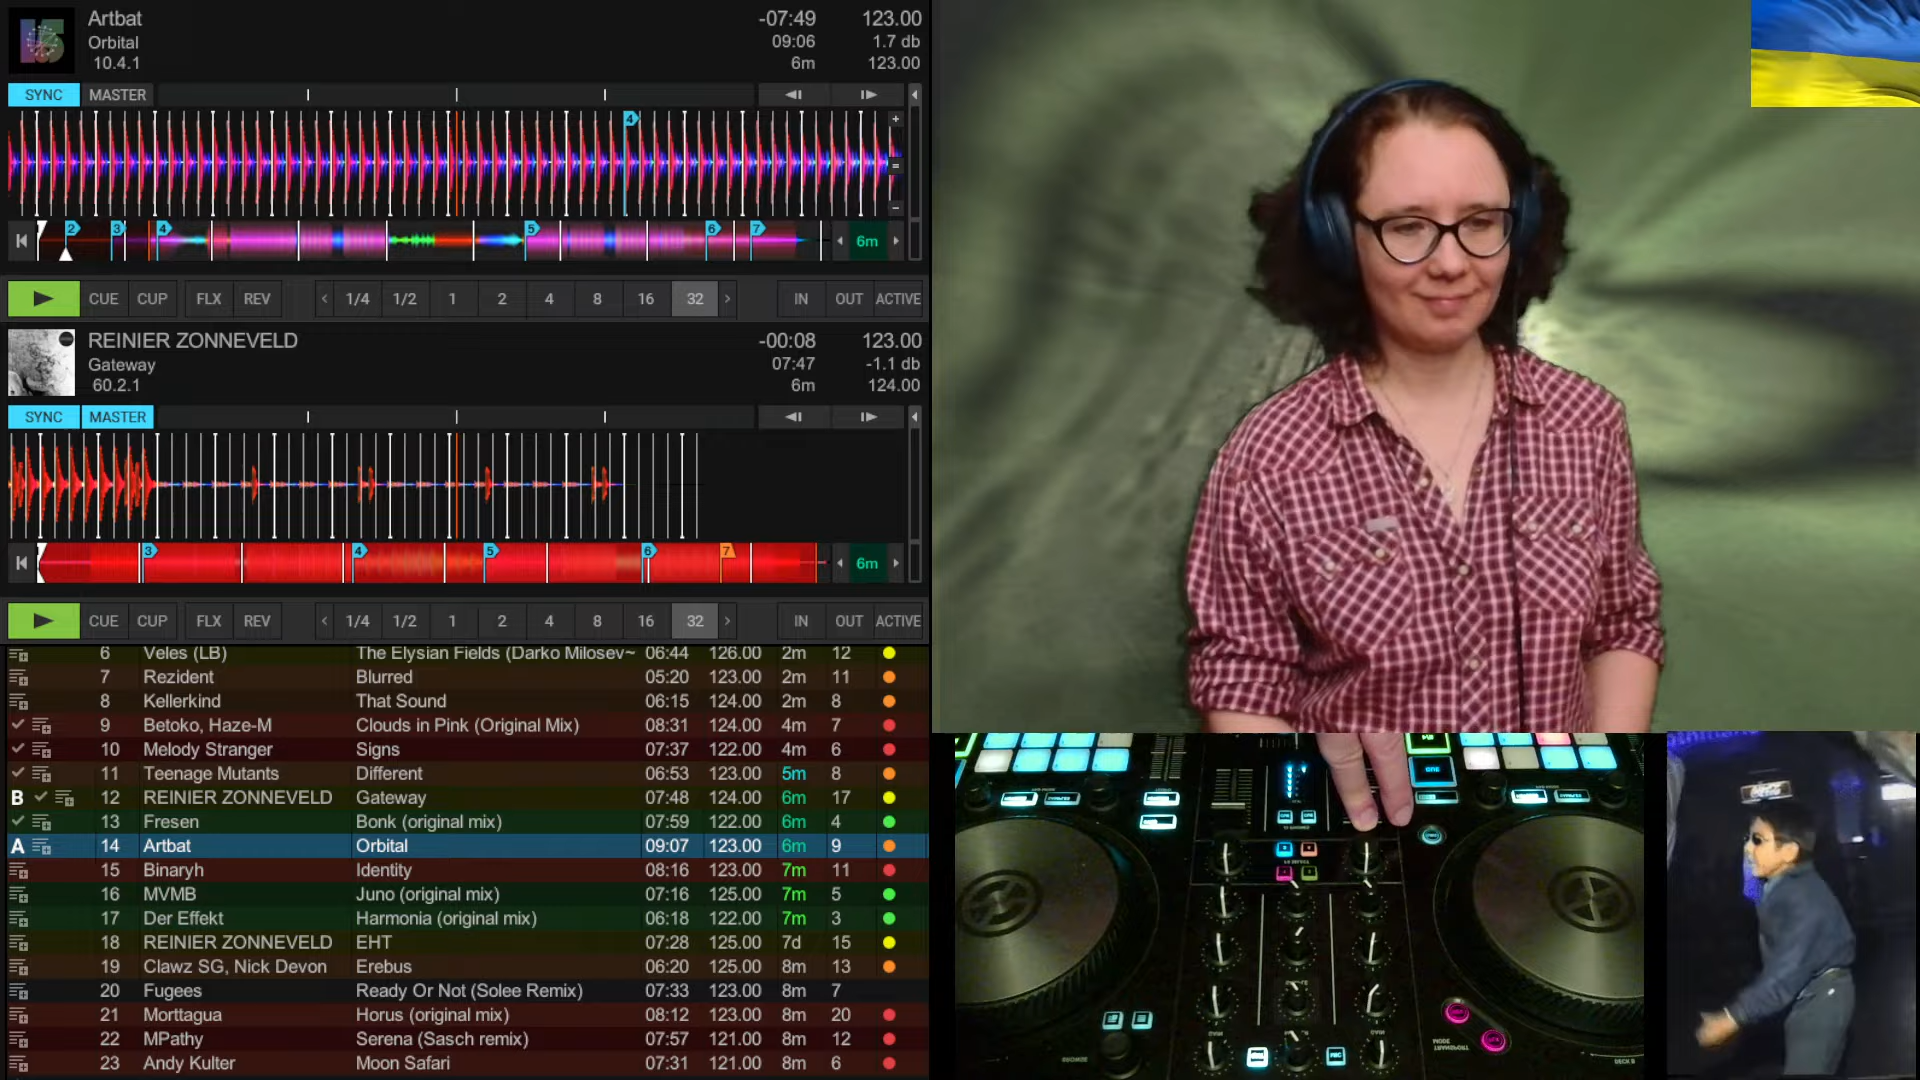 Artbat -07:49 123.00
Orbital 09:06 1.7 db
10.4.1 6m 123.00
SYNC MASTER
4
2 3 4 5 6 7 6m
CUE CUP FLX REV 1/4 1/2 1 2 4 8 16 32 IN OUT ACTIVE
REINIER ZONNEVELD -00:08 123.00
Gateway 07:47 -1.1 db
60.2.1 6m 124.00
SYNC MASTER
3 4 5 6 7 6m
CUE CUP FLX REV 1/4 1/2 1 2 4 8 16 32 IN OUT ACTIVE
6 Veles (LB) The Elysian Fields (Darko Milosev~ 06:44 126.00 2m 12
7 Rezident Blurred 05:20 123.00 2m 11
8 Kellerkind That Sound 06:15 124.00 2m 8
9 Betoko, Haze-M Clouds in Pink (Original Mix) 08:31 124.00 4m 7
10 Melody Stranger Signs 07:37 122.00 4m 6
11 Teenage Mutants Different 06:53 123.00 5m 8
B 12 REINIER ZONNEVELD Gateway 07:48 124.00 6m 17
13 Fresen Bonk (original mix) 07:59 122.00 6m 4
A 14 Artbat Orbital 09:07 123.00 6m 9
15 Binaryh Identity 08:16 123.00 7m 11
16 MVMB Juno (original mix) 07:16 125.00 7m 5
17 Der Effekt Harmonia (original mix) 06:18 122.00 7m 3
18 REINIER ZONNEVELD EHT 07:28 125.00 7d 15
19 Clawz SG, Nick Devon Erebus 06:20 125.00 8m 13
20 Fugees Ready Or Not (Solee Remix) 07:33 123.00 8m 7
21 Morttagua Horus (original mix) 08:12 123.00 8m 20
22 MPathy Serena (Sasch remix) 07:57 121.00 8m 12
23 Andy Kulter Moon Safari 07:31 121.00 8m 6